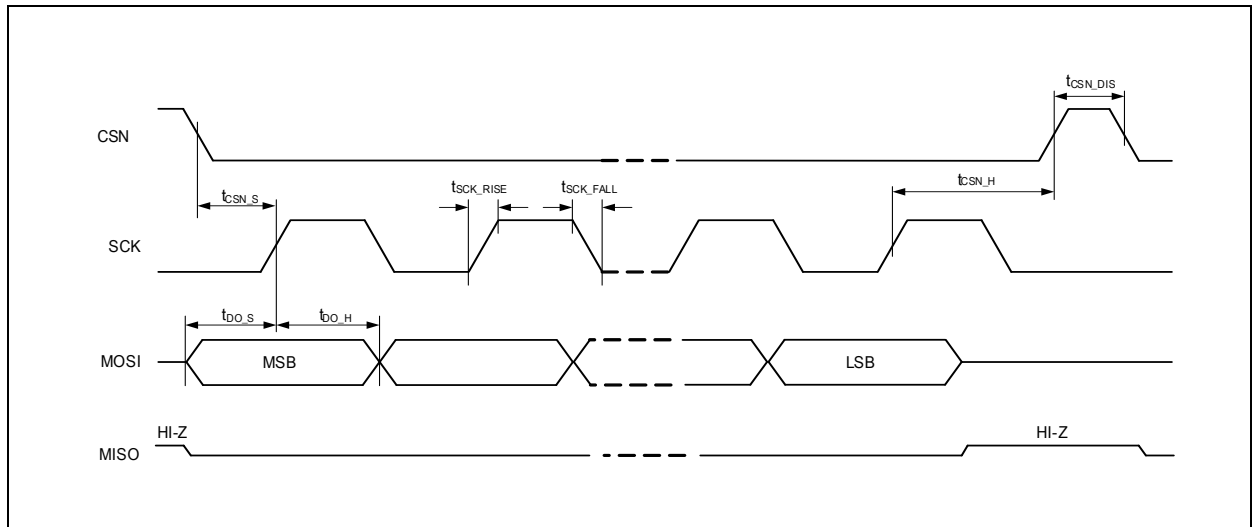 tCSN_DIS
CSN
tCSN_S
tSCK_RISE
tSCK_FALL
tCSN_H
SCK
tDO_S
tDO_H
MOSI
MSB
LSB
HI-Z
HI-Z
MISO